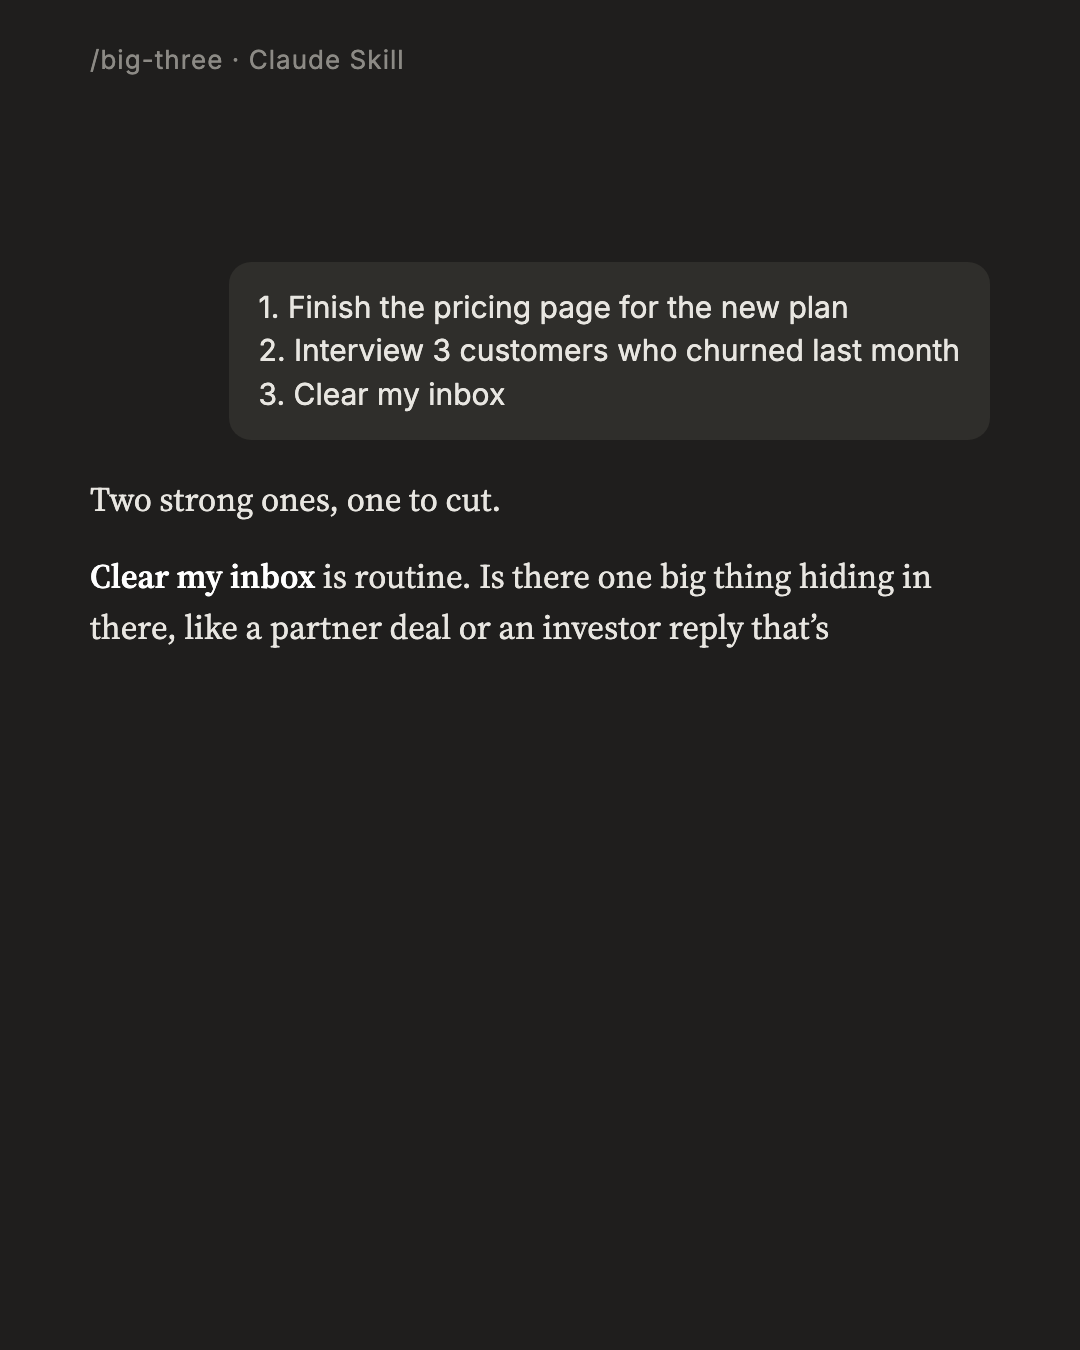 /big-three · Claude Skill
1. Finish the pricing page for the new plan
2. Interview 3 customers who churned last month
3. Clear my inbox
Two strong ones, one to cut.
Clear my inbox is routine. Is there one big thing hiding in
there, like a partner deal or an investor reply that’s